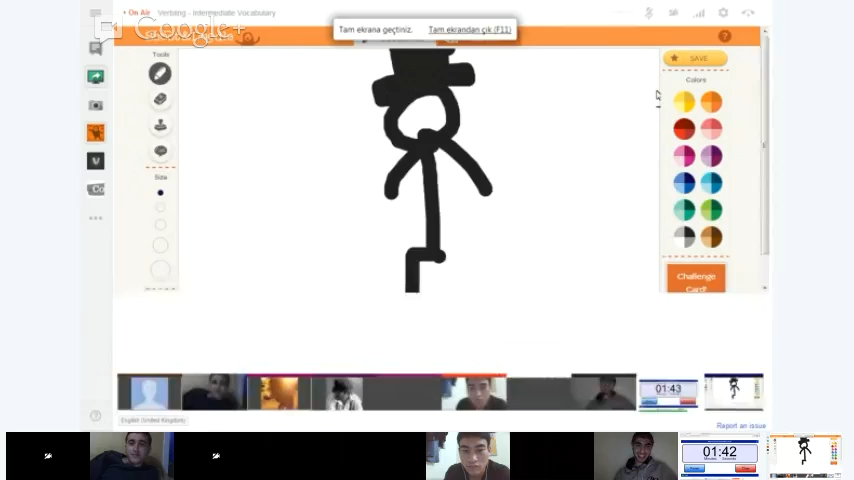 • On Air Verbling - Intermediate Vocabulary
Google+
Tam ekrana geçtiniz. Tam ekrandan çık (F11)
Tools
SAVE
Colors
Size
Challenge
Card?
01:43
English (United Kingdom)
Report an issue
01:42